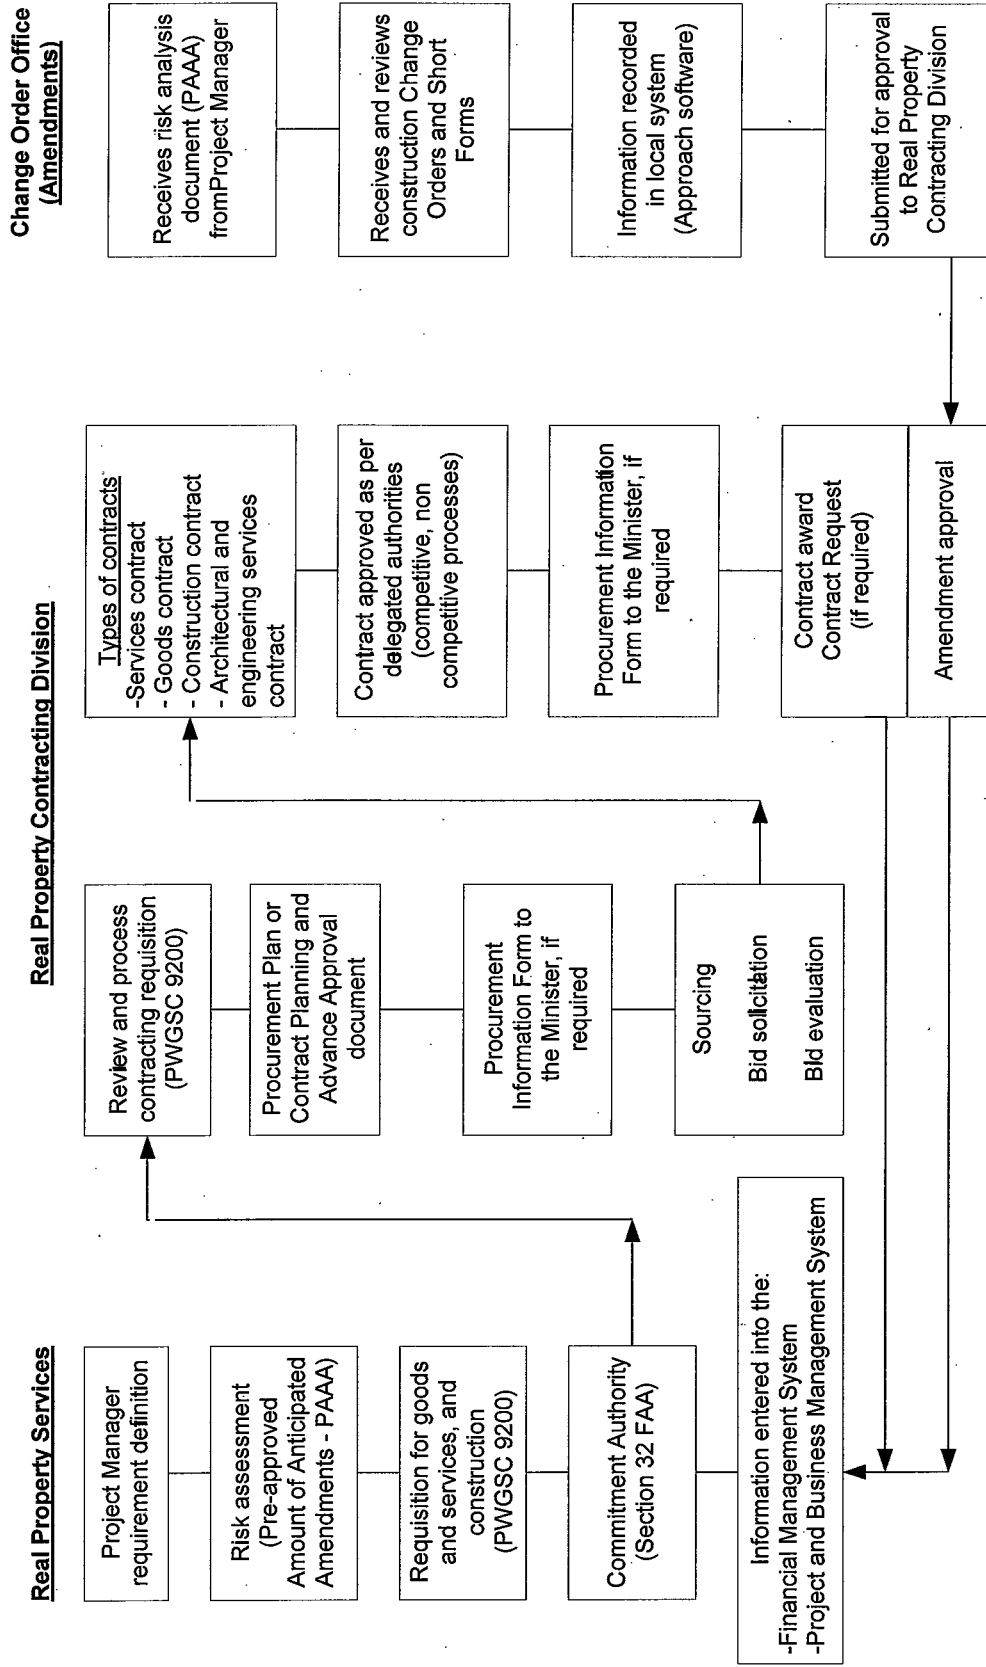 Real Property Services
Project Manager
requirement definition
Risk assessment
(Pre-approved
Amount of Anticipated
Amendments - PAAA)
Requisition for goods
and services, and
construction
(PWGSC 9200)
Commitment Authority
(Section 32 FAA)
Information entered into the:
-Financial Management System
-Project and Business Management System
Real Property Contracting Division
Review and process
contracting requisition
(PWGSC 9200)
Procurement Plan or
Contract Planning and
Advance Approval
document
Procurement
Information Form to
the Minister, if
required
Sourcing
Bid solicitation
Bid evaluation
Types of contracts
-Services contract
- Goods contract
- Construction contract
- Architectural and
engineering services
contract
Contract approved as per
delegated authorities
(competitive, non
competitive processes)
Procurement Information
Form to the Minister, if
required
Contract award
Contract Request
(if required)
Amendment approval
Change Order Office
(Amendments)
Receives risk analysis
document (PAAA)
fromProject Manager
Receives and reviews
construction Change
Orders and Short
Forms
Information recorded
in local system
(Approach software)
Submitted for approval
to Real Property
Contracting Division